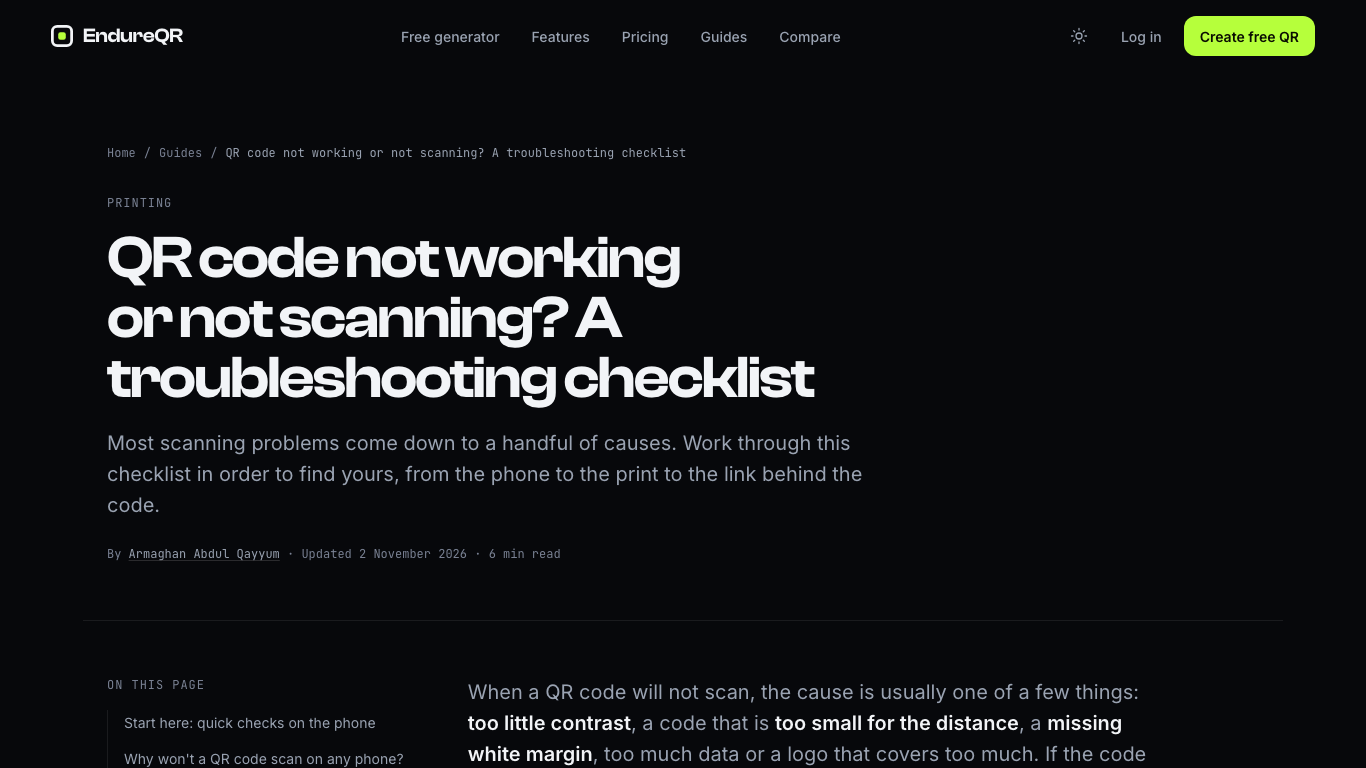 EndureQR
Free generator
Features
Pricing
Guides
Compare
Log in
Create free QR
Home / Guides / QR code not working or not scanning? A troubleshooting checklist
PRINTING
QR code not working
or not scanning? A
troubleshooting checklist
Most scanning problems come down to a handful of causes. Work through this
checklist in order to find yours, from the phone to the print to the link behind the
code.
By Armaghan Abdul Qayyum · Updated 2 November 2026 · 6 min read
ON THIS PAGE
Start here: quick checks on the phone
Why won't a QR code scan on any phone?
When a QR code will not scan, the cause is usually one of a few things:
too little contrast, a code that is too small for the distance, a missing
white margin, too much data or a logo that covers too much. If the code